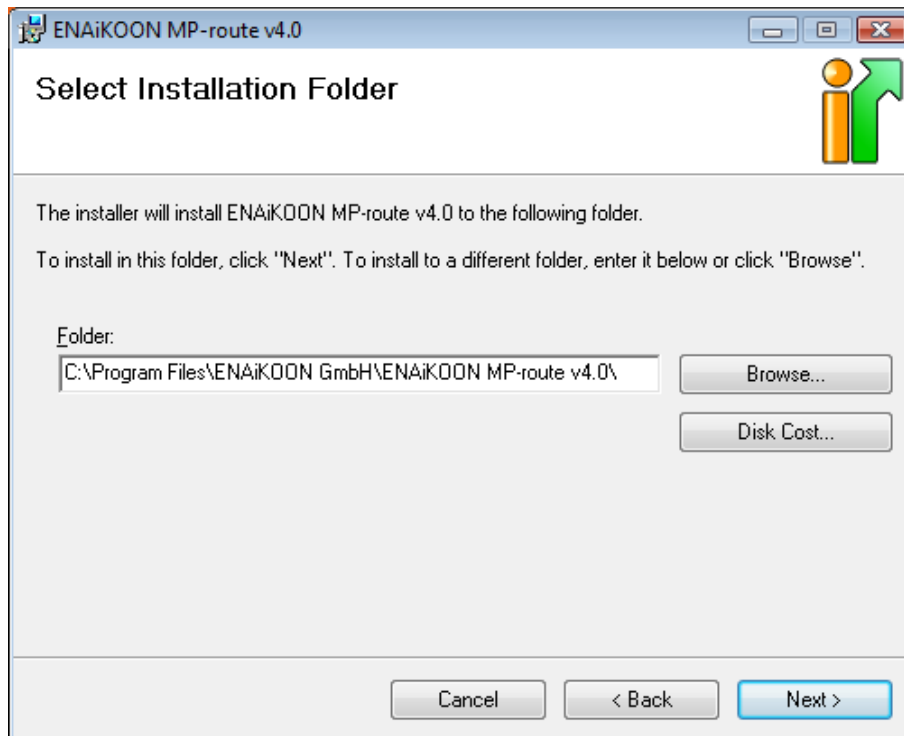 ENAiKOON MP-route v4.0
Select Installation Folder
The installer will install ENAiKOON MP-route v4.0 to the following folder.
To install in this folder, click "Next". To install to a different folder, enter it below or click "Browse".
Folder:
C:\Program Files\ENAiKOON GmbH\ENAiKOON MP-route v4.0\
Browse...
Disk Cost...
Cancel
< Back
Next >